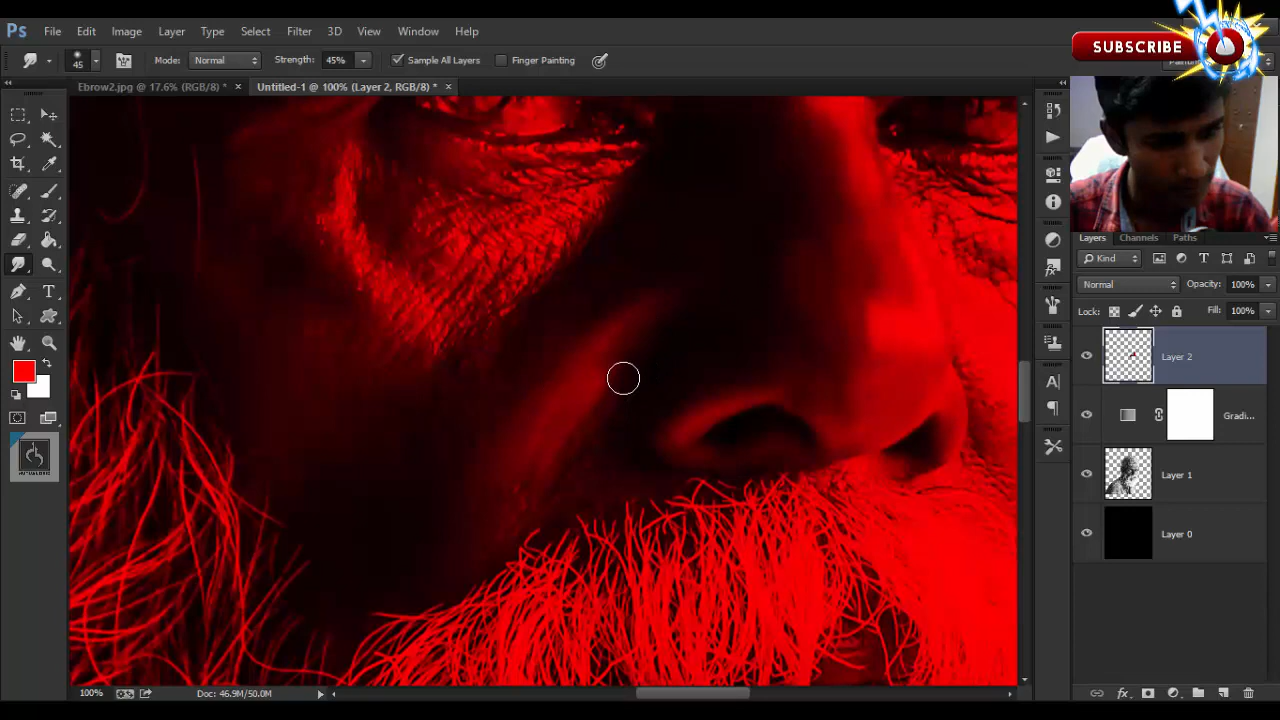 Ps File Edit Image Layer Type Select Filter 3D View Window Help
SUBSCRIBE
45 Mode: Normal Strength: 45% Sample All Layers Finger Painting
Ebrow2.jpg @ 17.6% (RGB/8) * × Untitled-1 @ 100% (Layer 2, RGB/8) * ×
Layers Channels Paths
Kind
Normal Opacity: 100%
Lock: Fill: 100%
Layer 2
Gradi...
Layer 1
Layer 0
100% Doc: 46.9M/50.0M